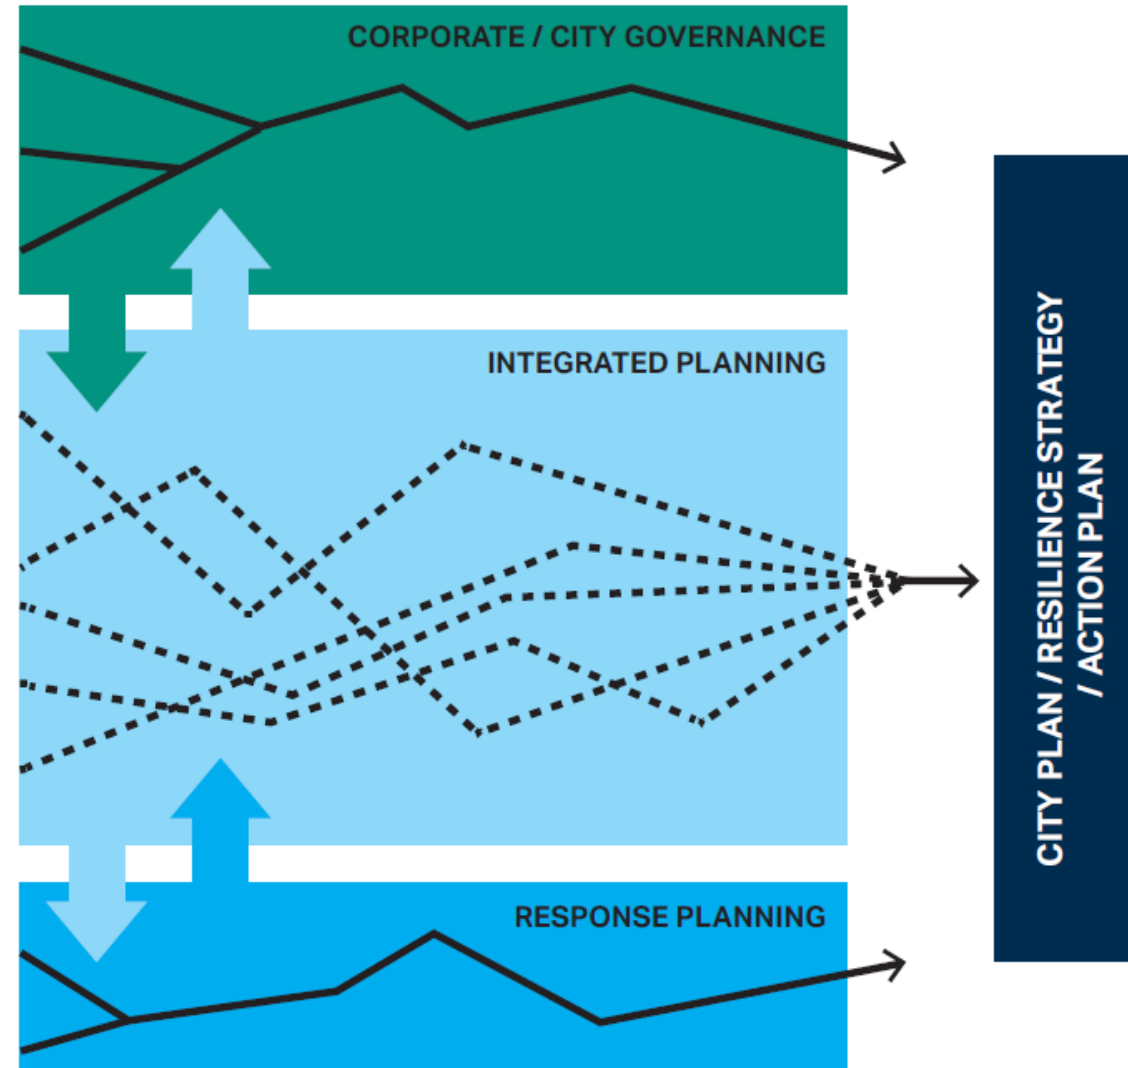 CORPORATE / CITY GOVERNANCE
INTEGRATED PLANNING
RESPONSE PLANNING
CITY PLAN / RESILIENCE STRATEGY
/ ACTION PLAN